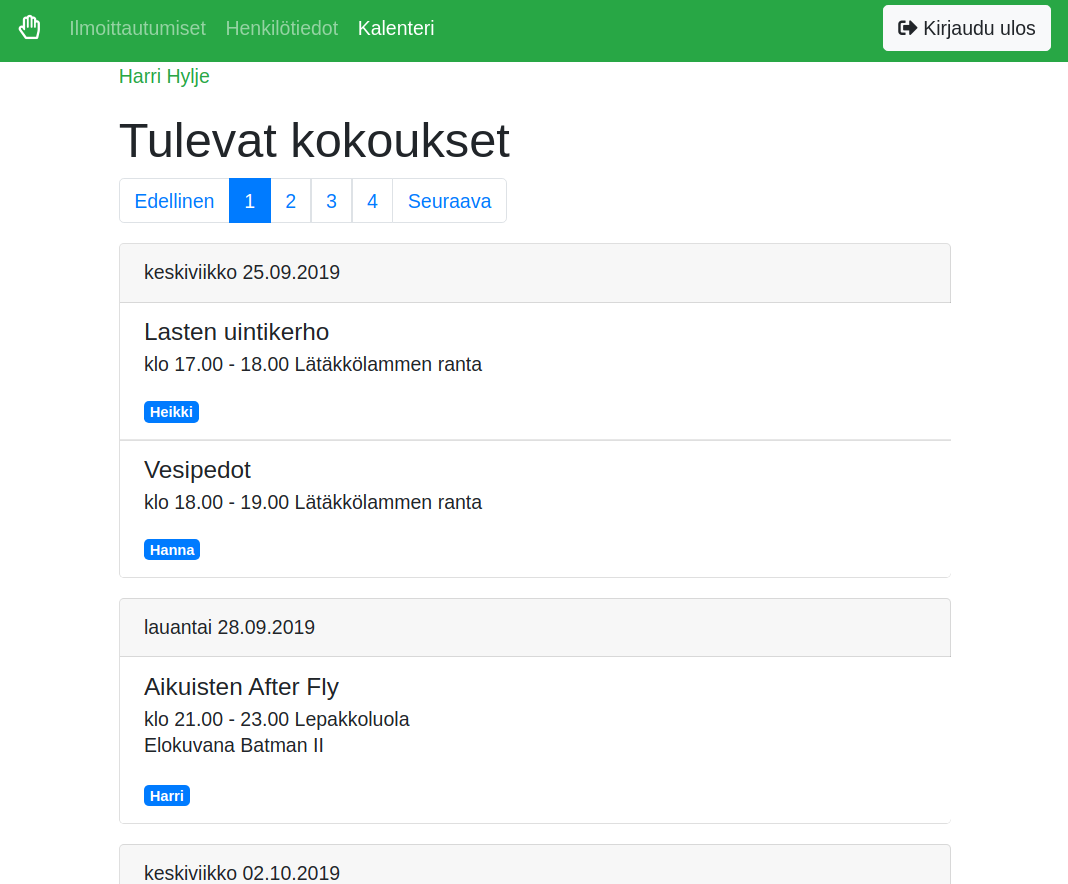 Ilmoittautumiset Henkilötiedot Kalenteri Kirjaudu ulos
Harri Hylje
Tulevat kokoukset
Edellinen 1 2 3 4 Seuraava
keskiviikko 25.09.2019
Lasten uintikerho
klo 17.00 - 18.00 Lätäkkölammen ranta
Heikki
Vesipedot
klo 18.00 - 19.00 Lätäkkölammen ranta
Hanna
lauantai 28.09.2019
Aikuisten After Fly
klo 21.00 - 23.00 Lepakkoluola
Elokuvana Batman II
Harri
keskiviikko 02.10.2019